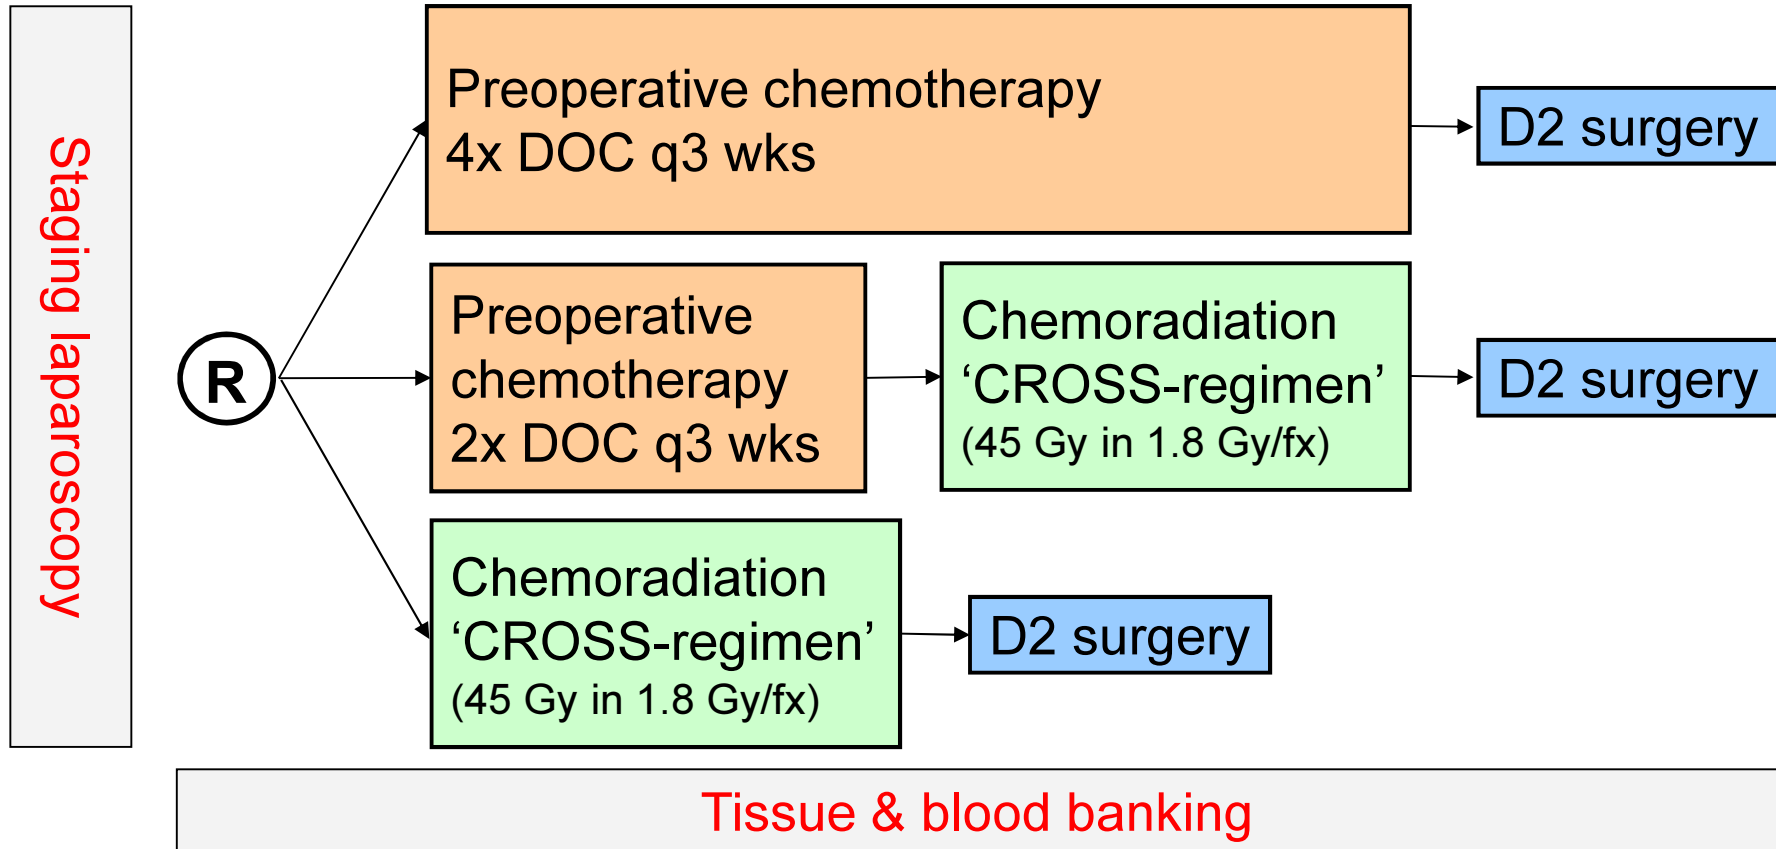 Staging laparoscopy
R
Preoperative chemotherapy
4x DOC q3 wks
D2 surgery
Preoperative
chemotherapy
2x DOC q3 wks
Chemoradiation
‘CROSS-regimen’
(45 Gy in 1.8 Gy/fx)
D2 surgery
Chemoradiation
‘CROSS-regimen’
(45 Gy in 1.8 Gy/fx)
D2 surgery
Tissue & blood banking